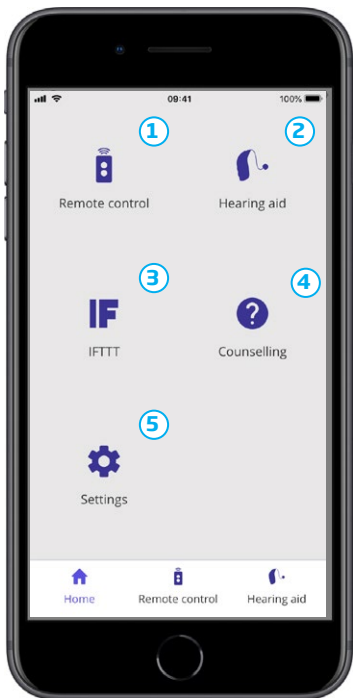 09:41 100%
1 2
Remote control Hearing aid
3 4
IF
IFTTT Counselling
5
Settings
Home Remote control Hearing aid